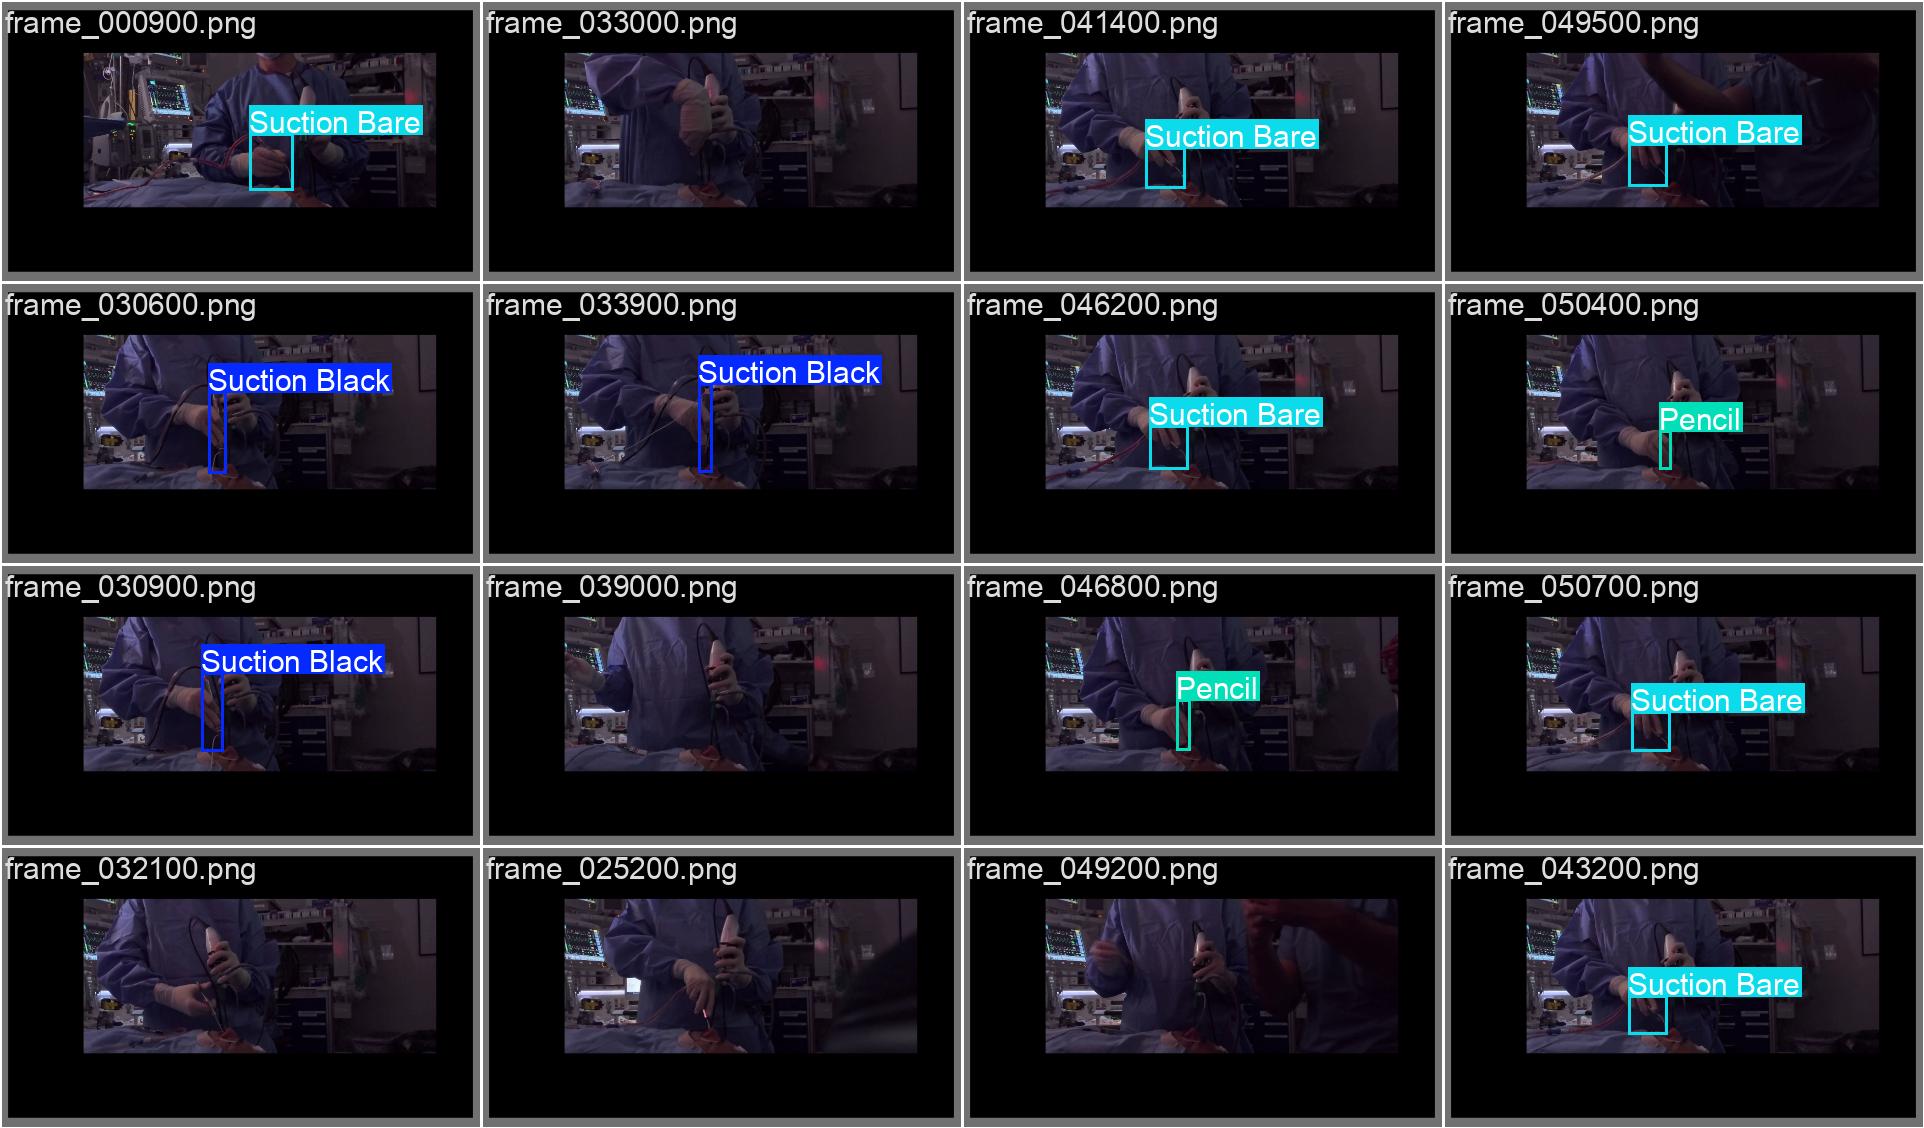 frame_000900.png
Suction Bare
frame_033000.png
frame_041400.png
Suction Bare
frame_049500.png
Suction Bare
frame_030600.png
Suction Black
frame_033900.png
Suction Black
frame_046200.png
Suction Bare
frame_050400.png
Pencil
frame_030900.png
Suction Black
frame_039000.png
frame_046800.png
Pencil
frame_050700.png
Suction Bare
frame_032100.png
frame_025200.png
frame_049200.png
frame_043200.png
Suction Bare